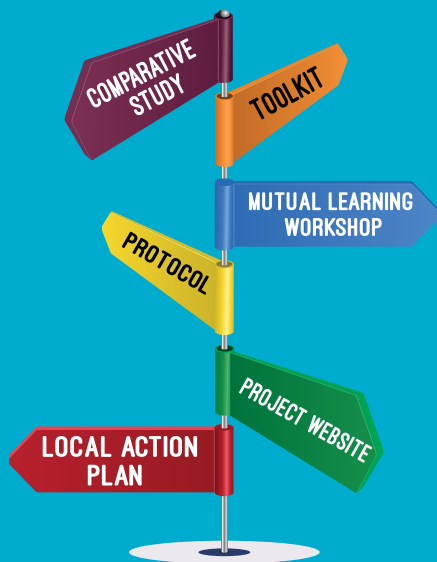 COMPARATIVE
STUDY
TOOLKIT
MUTUAL LEARNING
WORKSHOP
PROTOCOL
PROJECT WEBSITE
LOCAL ACTION
PLAN